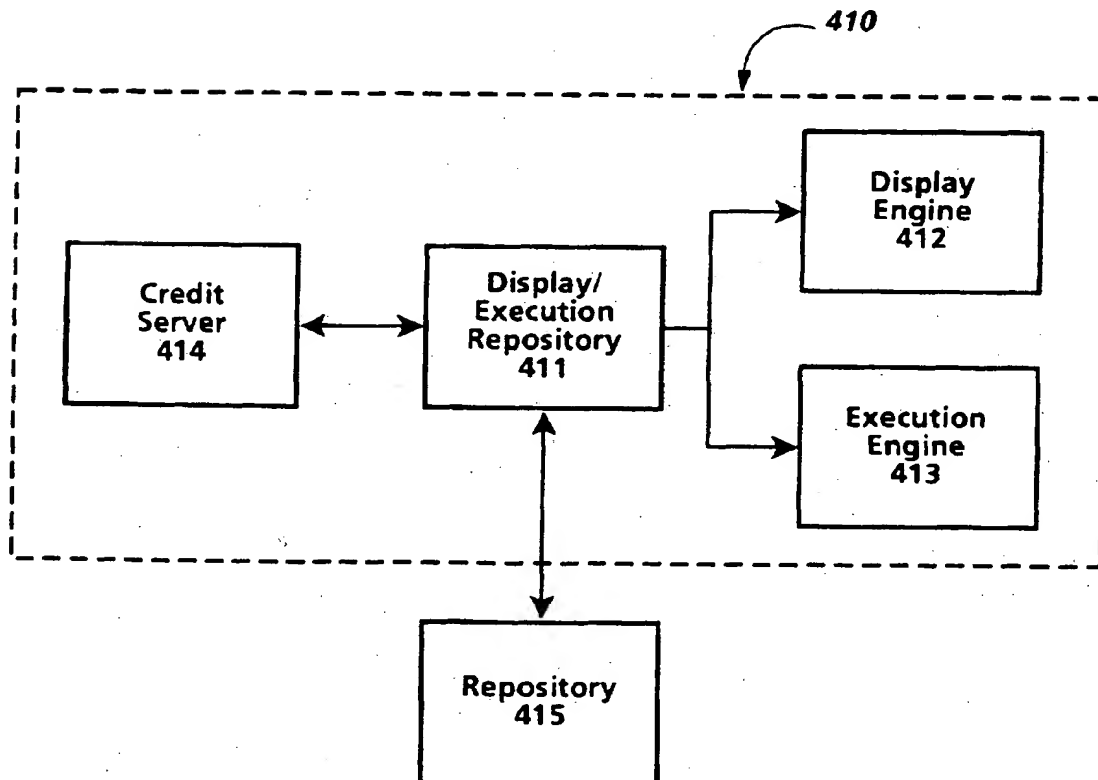 410
Display
Engine
412
Credit
Server
414
Display/
Execution
Repository
411
Execution
Engine
413
Repository
415